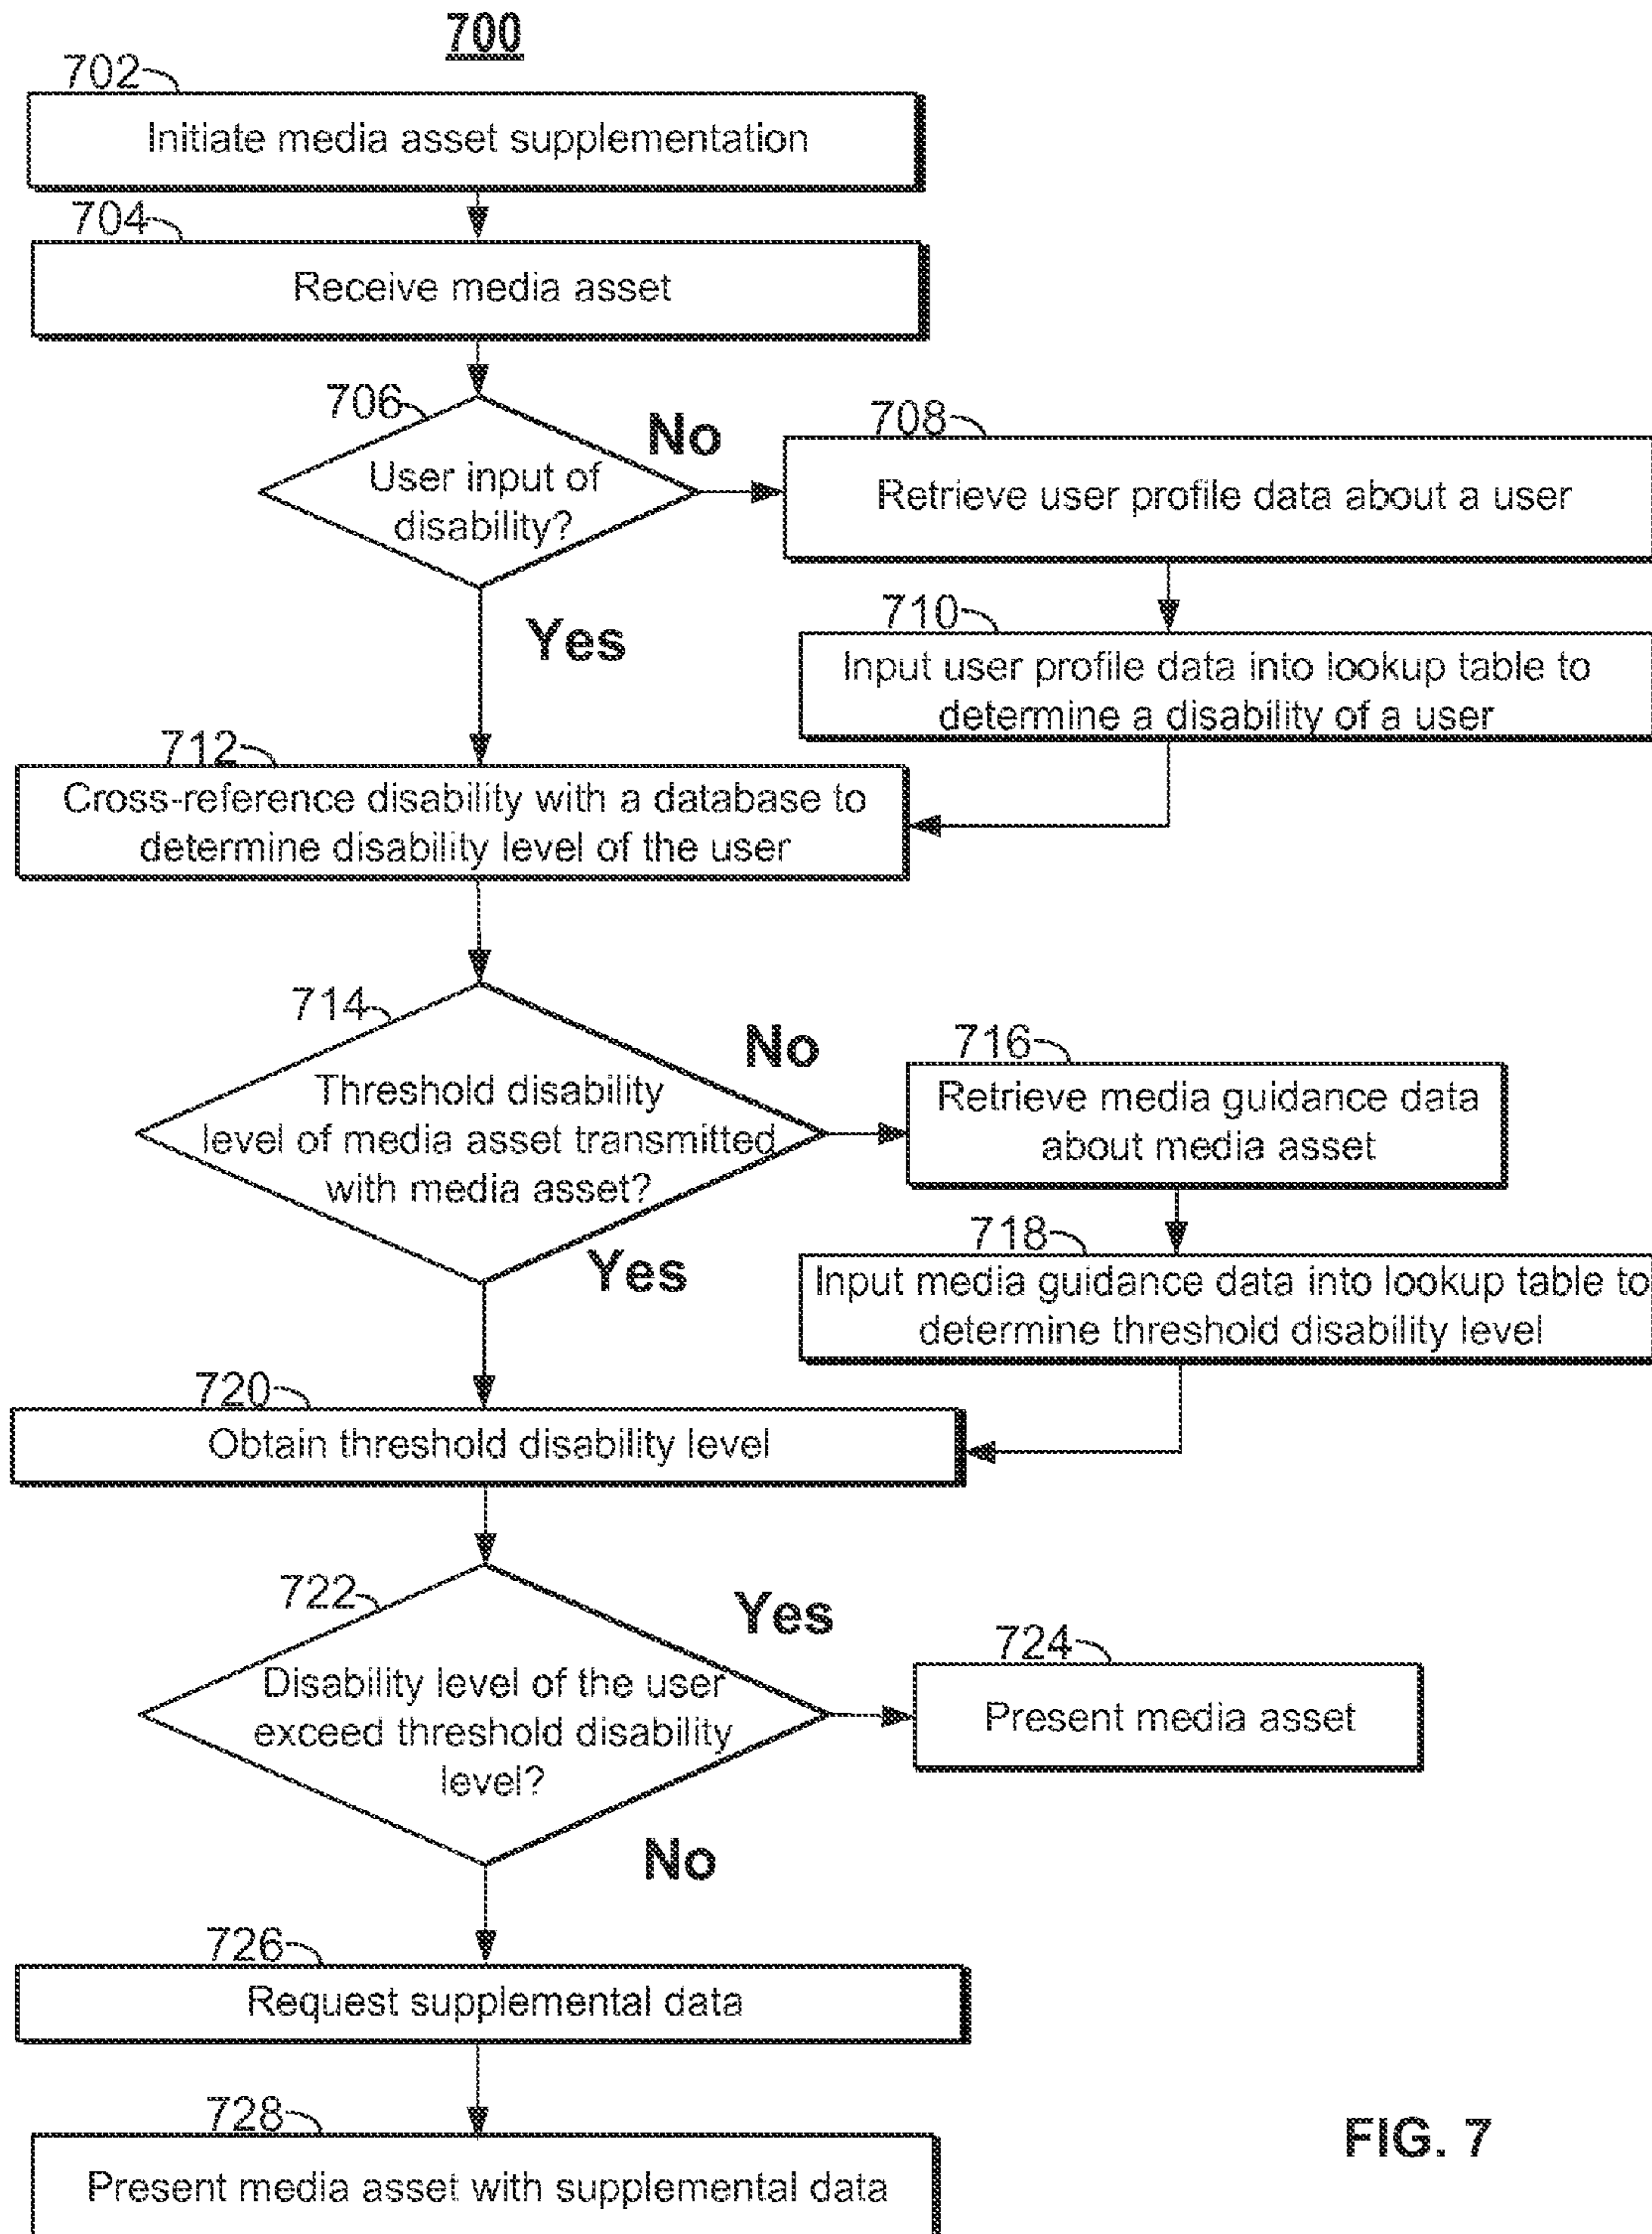 700
702
Initiate media asset supplementation
704
Receive media asset
706
User input of
disability?
No
708
Retrieve user profile data about a user
Yes
710
Input user profile data into lookup table to
determine a disability of a user
712
Cross-reference disability with a database to
determine disability level of the user
714
Threshold disability
level of media asset transmitted
with media asset?
No
716
Retrieve media guidance data
about media asset
Yes
718
Input media guidance data into lookup table to
determine threshold disability level
720
Obtain threshold disability level
722
Disability level of the user
exceed threshold disability
level?
Yes
724
Present media asset
No
726
Request supplemental data
728
Present media asset with supplemental data
FIG. 7